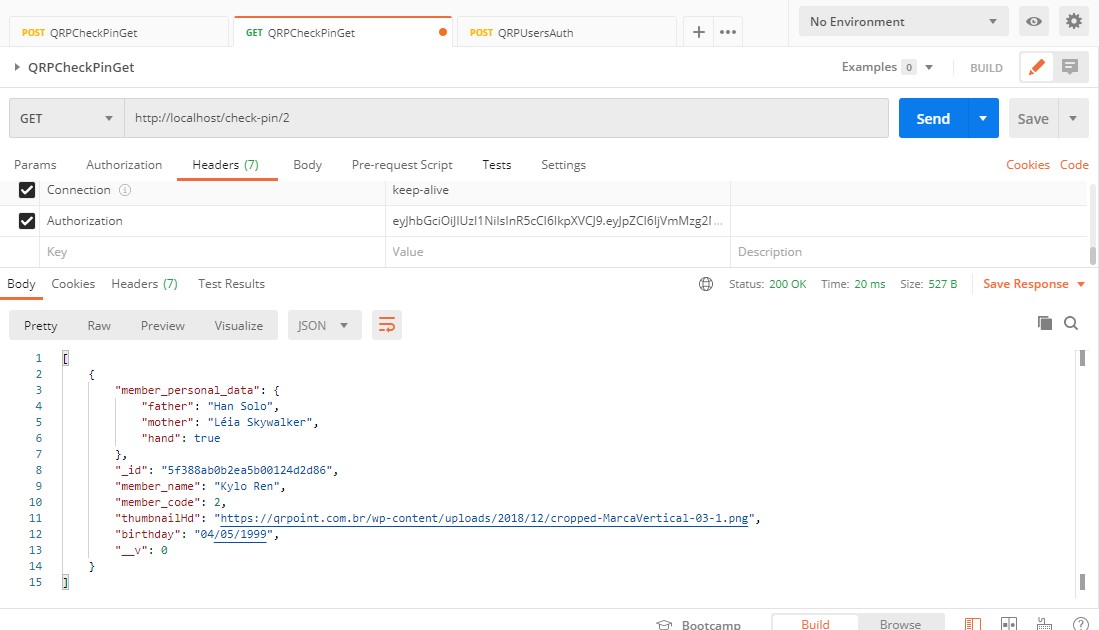 POST QRPCheckPinGet GET QRPCheckPinGet POST QRPUsersAuth + ••• No Environment
QRPCheckPinGet Examples 0 BUILD
GET http://localhost/check-pin/2 Send Save
Params Authorization Headers (7) Body Pre-request Script Tests Settings Cookies Code
Connection keep-alive
Authorization
Key Value Description
Body Cookies Headers (7) Test Results Status: 200 OK Time: 20 ms Size: 527 B Save Response
Pretty Raw Preview Visualize JSON
1 [
2 {
3 "member_personal_data": {
4 "father": "Han Solo",
5 "mother": "Léia Skywalker",
6 "hand": true
7 },
8 "_id": "5f388ab0b2ea5b00124d2d86",
9 "member_name": "Kylo Ren",
10 "member_code": 2,
11 "thumbnailHd": "https://qrpoint.com.br/wp-content/uploads/2018/12/cropped-MarcaVertical-03-1.png",
12 "birthday": "04/05/1999",
13 "__v": 0
14 }
15 ]
Bootcamp Build Browse